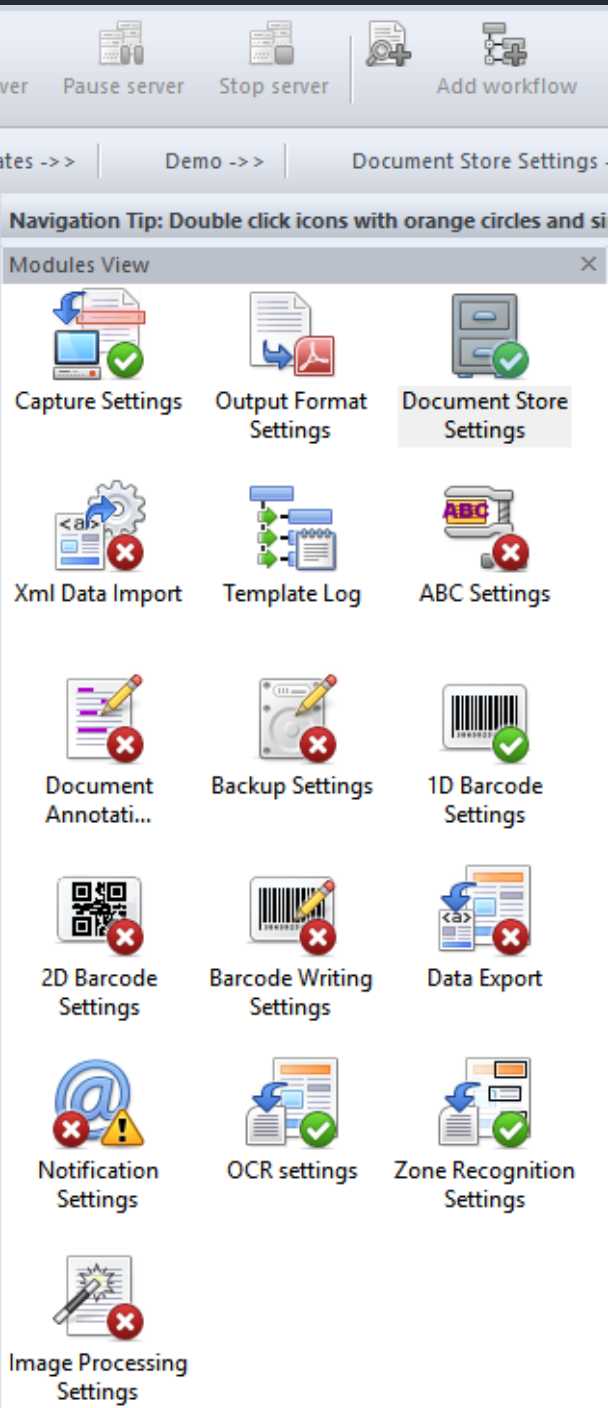 ver Pause server Stop server Add workflow
ates ->> Demo ->> Document Store Settings -
Navigation Tip: Double click icons with orange circles and si
Modules View
Capture Settings Output Format Document Store
Settings Settings
<a>
ABC
Xml Data Import Template Log ABC Settings
Document Backup Settings 1D Barcode
Annotati... Settings
<a>
2D Barcode Barcode Writing Data Export
Settings Settings
@
Notification OCR settings Zone Recognition
Settings Settings
Image Processing
Settings